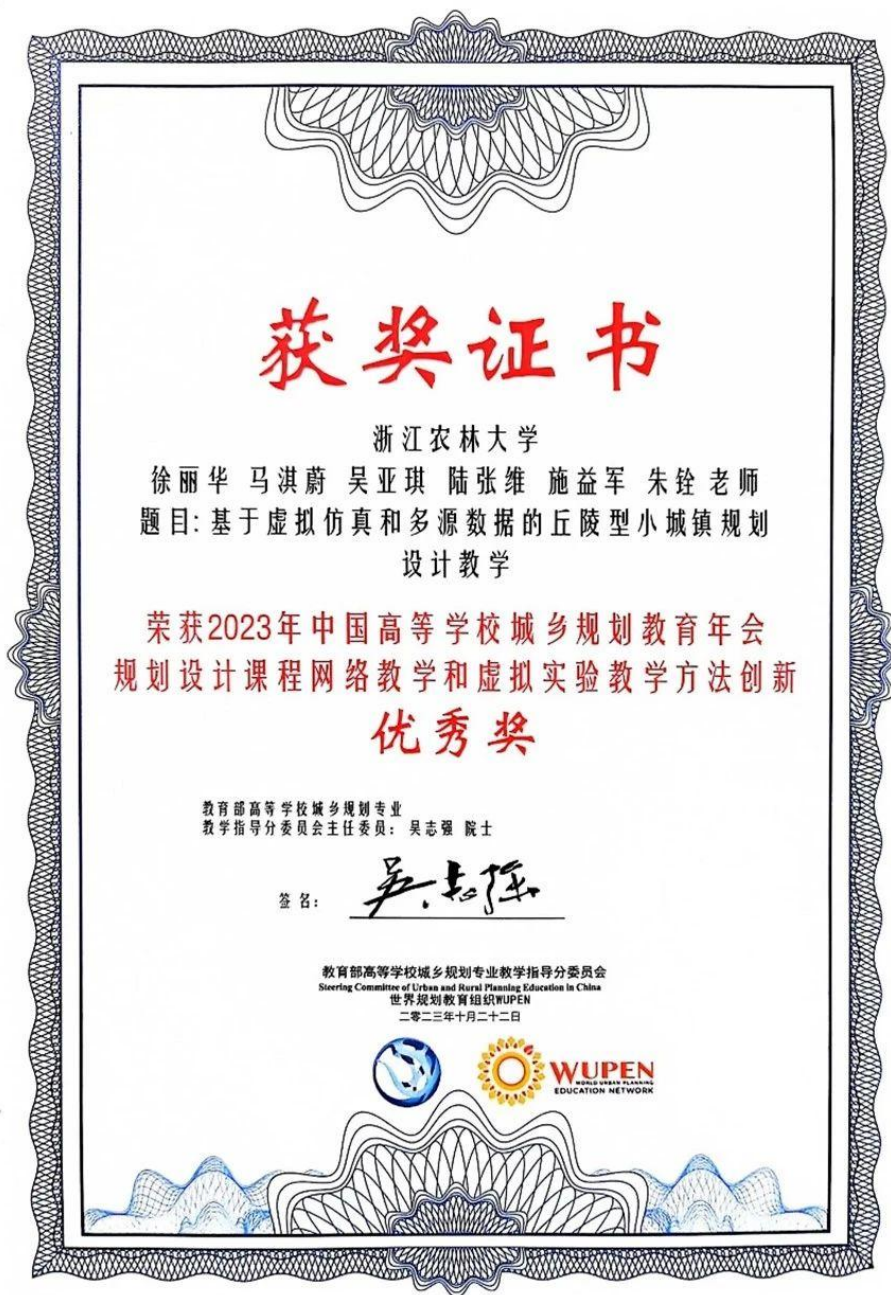 获奖证书
浙江农林大学
徐丽华 马淇蔚 吴亚琪 陆张维 施益军 朱铨 老师
题目: 基于虚拟仿真和多源数据的丘陵型小城镇规划
设计教学
荣获2023年中国高等学校城乡规划教育年会
规划设计课程网络教学和虚拟实验教学方法创新
优秀奖
教育部高等学校城乡规划专业
教学指导分委员会主任委员: 吴志强 院士
签名: 吴志强
教育部高等学校城乡规划专业教学指导分委员会
Steering Committee of Urban and Rural Planning Education in China
世界规划教育组织WUPEN
二零二三年十月二十二日
WUPEN
WORLD URBAN PLANNING
EDUCATION NETWORK